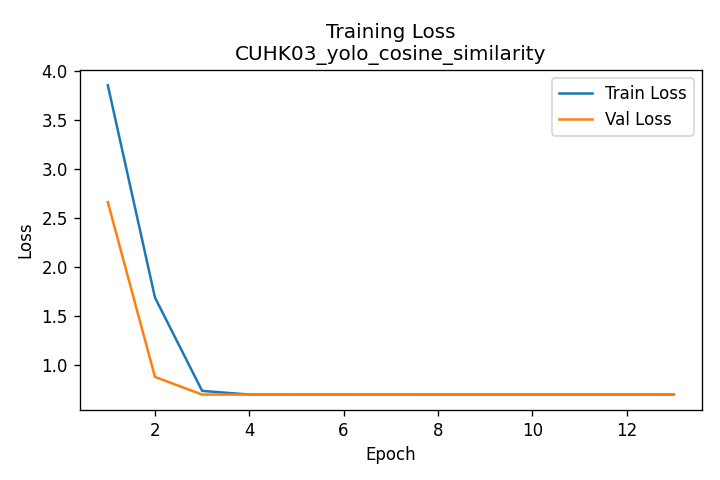 Training Loss
CUHK03_yolo_cosine_similarity
4.0
3.5
3.0
2.5
2.0
1.5
1.0
Loss
Train Loss
Val Loss
2 4 6 8 10 12
Epoch